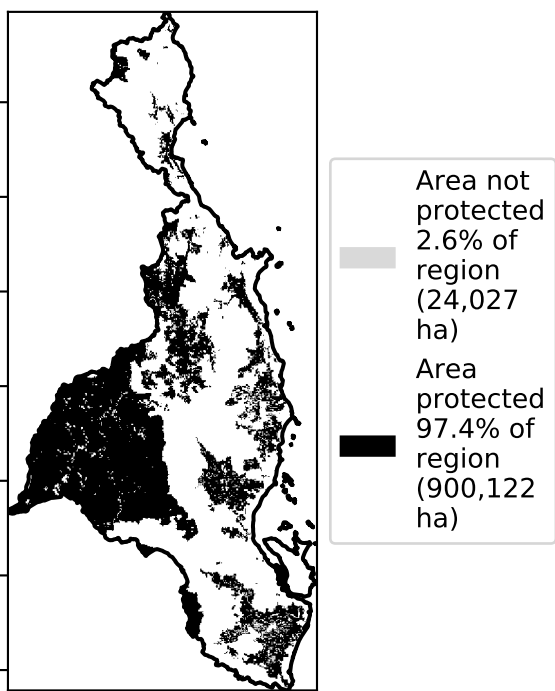 Area not
protected
2.6% of
region
(24,027
ha)
Area
protected
97.4% of
region
(900,122
ha)